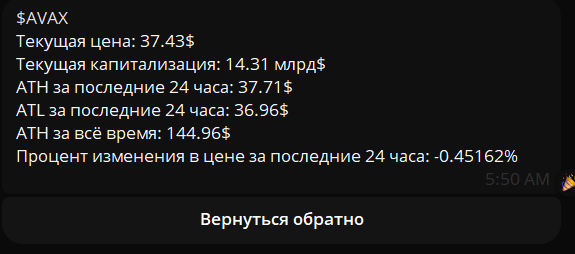 $AVAX
Текущая цена: 37.43$
Текущая капитализация: 14.31 млрд$
ATH за последние 24 часа: 37.71$
ATL за последние 24 часа: 36.96$
ATH за всё время: 144.96$
Процент изменения в цене за последние 24 часа: -0.45162%
5:50 AM
Вернуться обратно